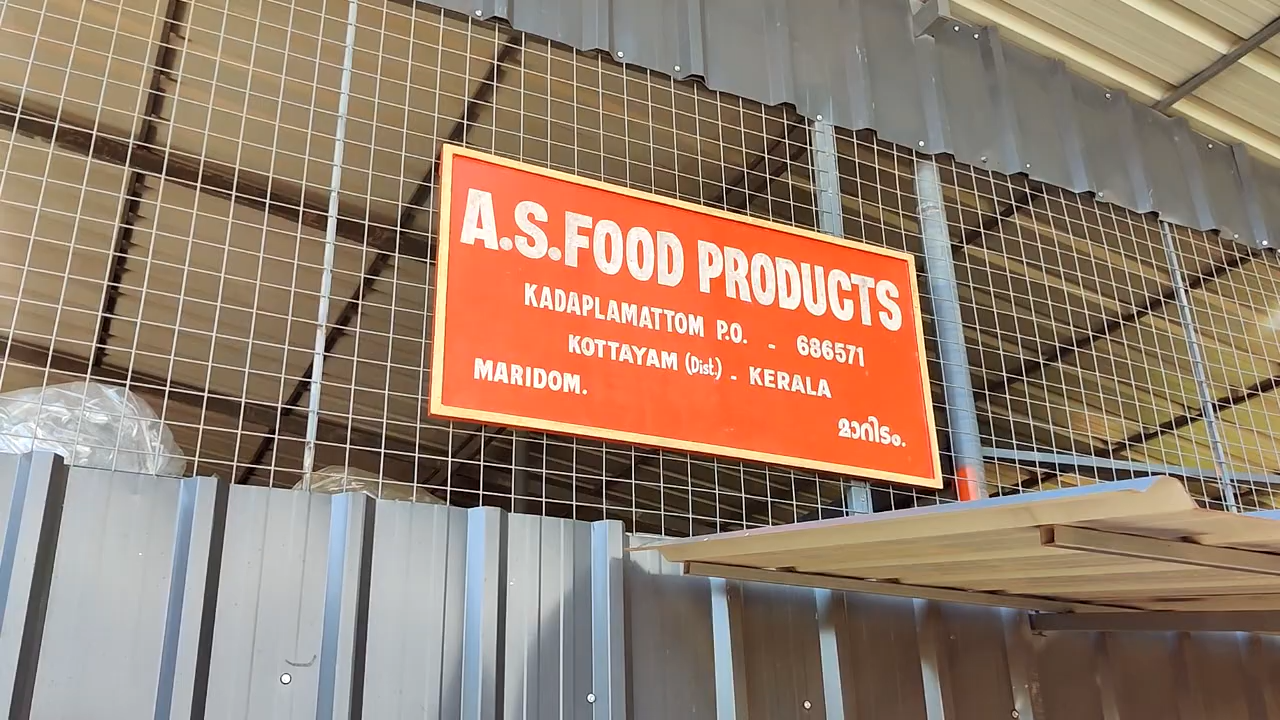 A.S.FOOD PRODUCTS
KADAPLAMATTOM P.O. - 686571
KOTTAYAM (Dist.) - KERALA
MARIDOM.
മാറിടം.